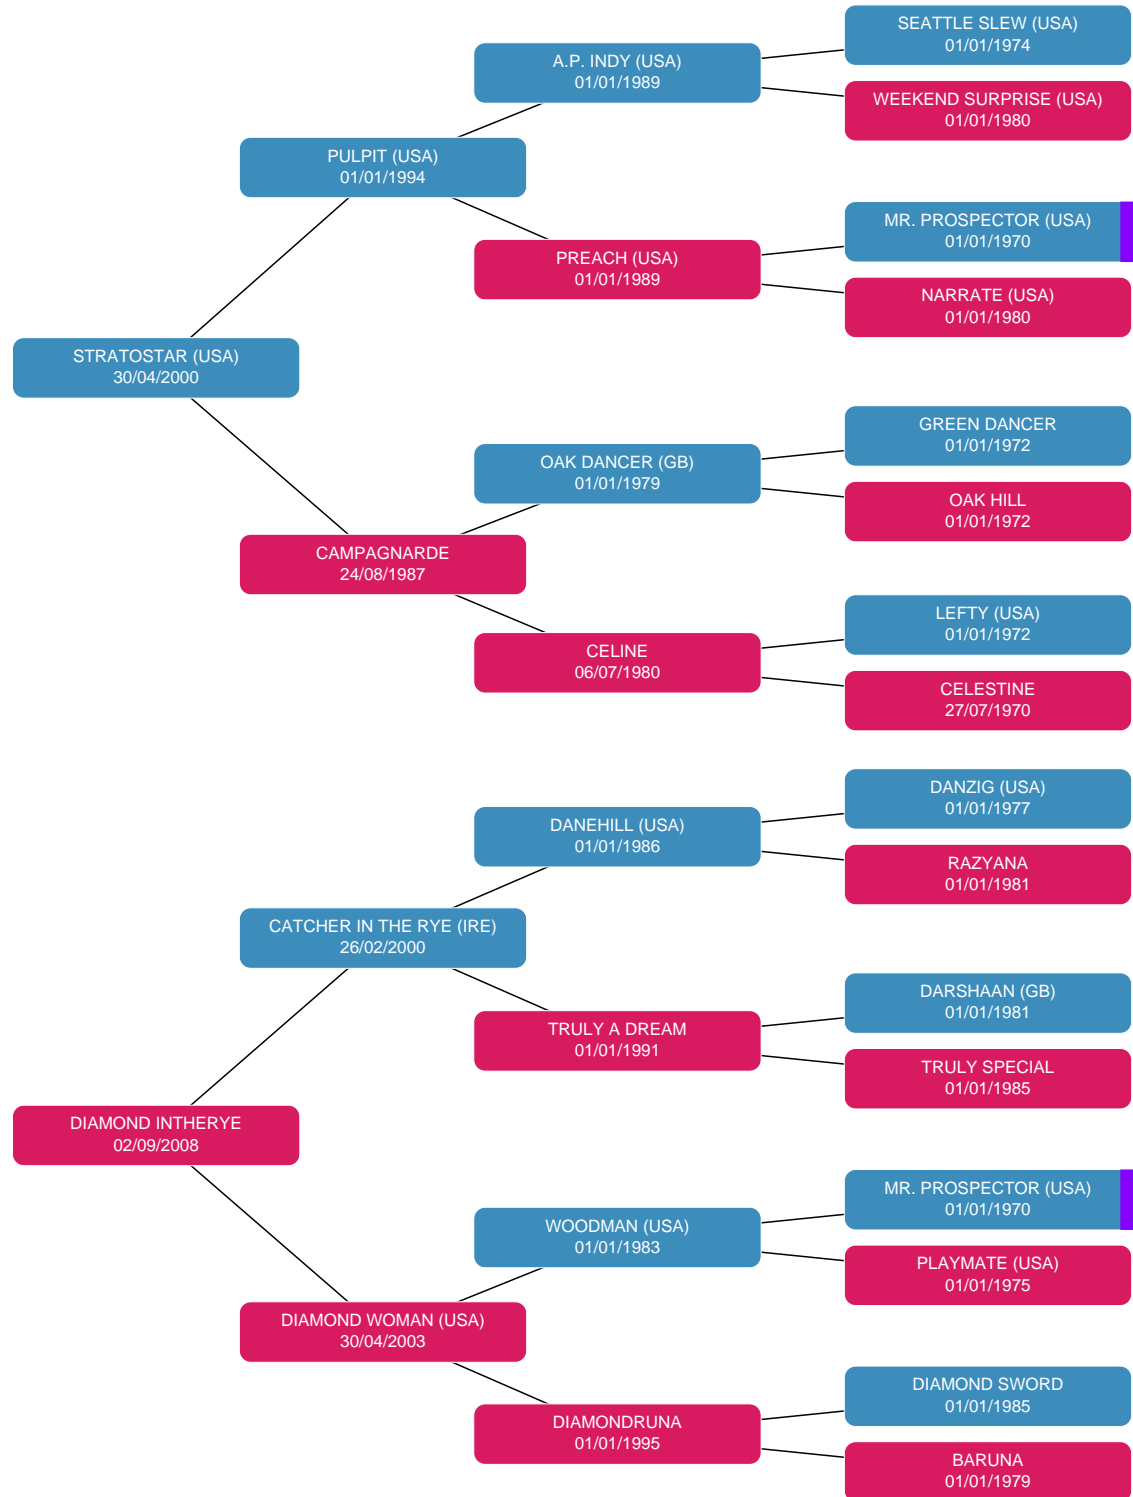 SEATTLE SLEW (USA)
01/01/1974
A.P. INDY (USA)
01/01/1989
WEEKEND SURPRISE (USA)
01/01/1980
PULPIT (USA)
01/01/1994
MR. PROSPECTOR (USA)
01/01/1970
PREACH (USA)
01/01/1989
NARRATE (USA)
01/01/1980
STRATOSTAR (USA)
30/04/2000
GREEN DANCER
01/01/1972
OAK DANCER (GB)
01/01/1979
OAK HILL
01/01/1972
CAMPAGNARDE
24/08/1987
LEFTY (USA)
01/01/1972
CELINE
06/07/1980
CELESTINE
27/07/1970
DANZIG (USA)
01/01/1977
DANEHILL (USA)
01/01/1986
RAZYANA
01/01/1981
CATCHER IN THE RYE (IRE)
26/02/2000
DARSHAAN (GB)
01/01/1981
TRULY A DREAM
01/01/1991
TRULY SPECIAL
01/01/1985
DIAMOND INTHERYE
02/09/2008
MR. PROSPECTOR (USA)
01/01/1970
WOODMAN (USA)
01/01/1983
PLAYMATE (USA)
01/01/1975
DIAMOND WOMAN (USA)
30/04/2003
DIAMOND SWORD
01/01/1985
DIAMONDRUNA
01/01/1995
BARUNA
01/01/1979